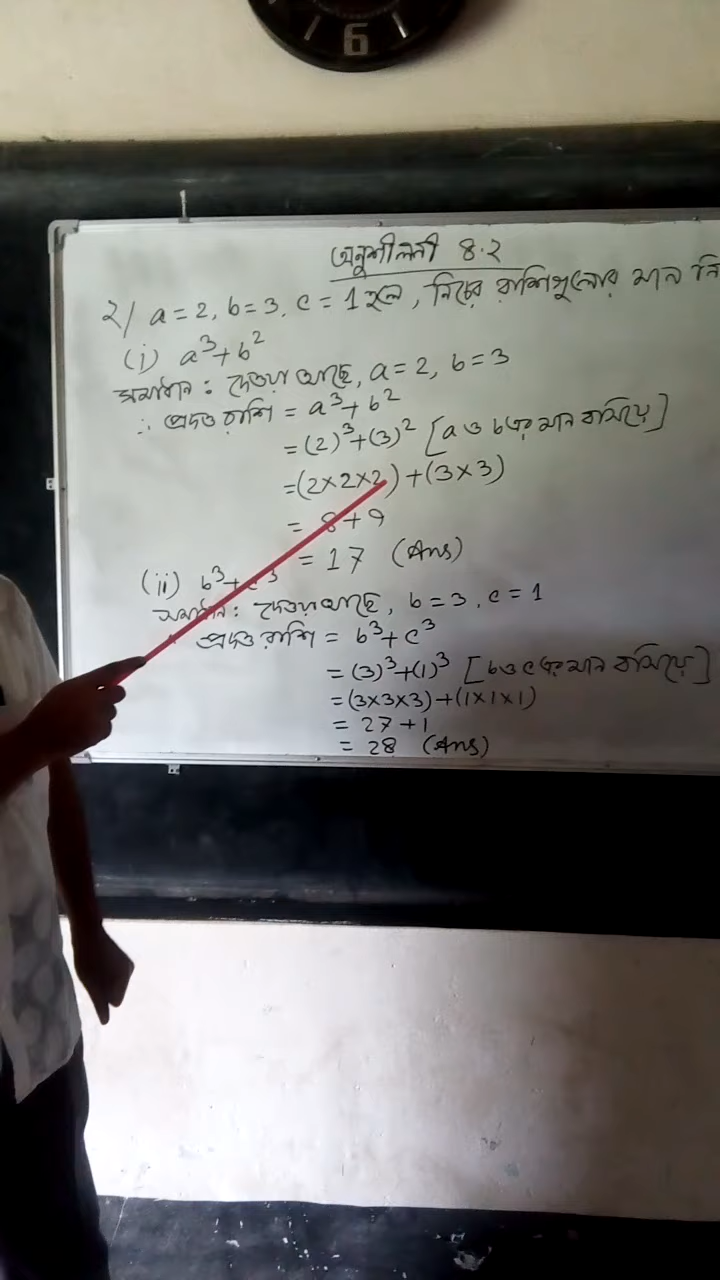 6
অনুশীলনী ৪.২
২/ a = 2, b = 3, c = 1 হলে, নিচের রাশিগুলোর মান নি
(i) a³ + b²
সমাধান : দেওয়া আছে, a = 2, b = 3
∴ প্রদত্ত রাশি = a³ + b²
= (2)³ + (3)² [a ও b এর মান বসিয়ে]
= (2×2×2) + (3×3)
= 8 + 9
= 17 (Ans)
(ii) b³ + c³
সমাধান : দেওয়া আছে, b = 3, c = 1
প্রদত্ত রাশি = b³ + c³
= (3)³ + (1)³ [b ও c এর মান বসিয়ে]
= (3×3×3) + (1×1×1)
= 27 + 1
= 28 (Ans)